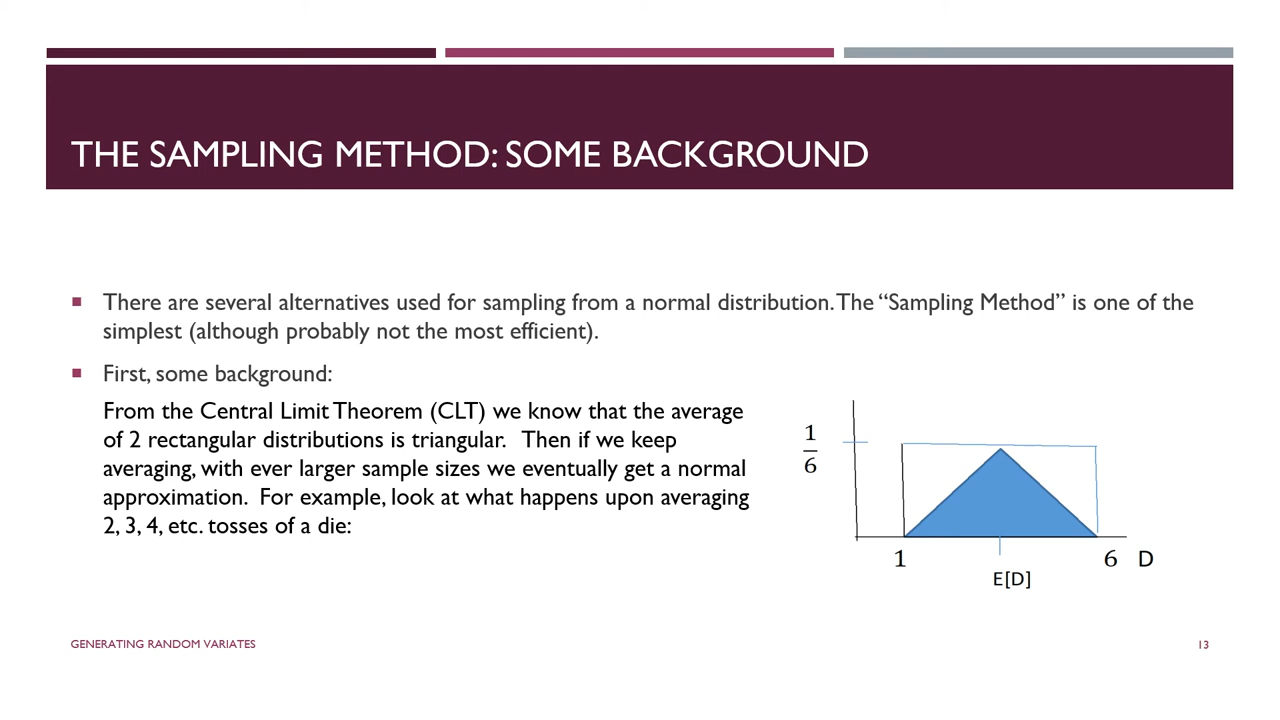 THE SAMPLING METHOD: SOME BACKGROUND
There are several alternatives used for sampling from a normal distribution. The “Sampling Method” is one of the
simplest (although probably not the most efficient).
First, some background:
From the Central Limit Theorem (CLT) we know that the average
of 2 rectangular distributions is triangular. Then if we keep
averaging, with ever larger sample sizes we eventually get a normal
approximation. For example, look at what happens upon averaging
2, 3, 4, etc. tosses of a die:
1
6
1
6 D
E[D]
GENERATING RANDOM VARIATES
13